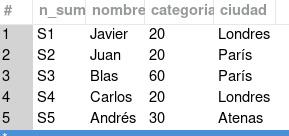 # n_sum nombre categoria ciudad
1 S1 Javier 20 Londres
2 S2 Juan 20 París
3 S3 Blas 60 París
4 S4 Carlos 20 Londres
5 S5 Andrés 30 Atenas
*